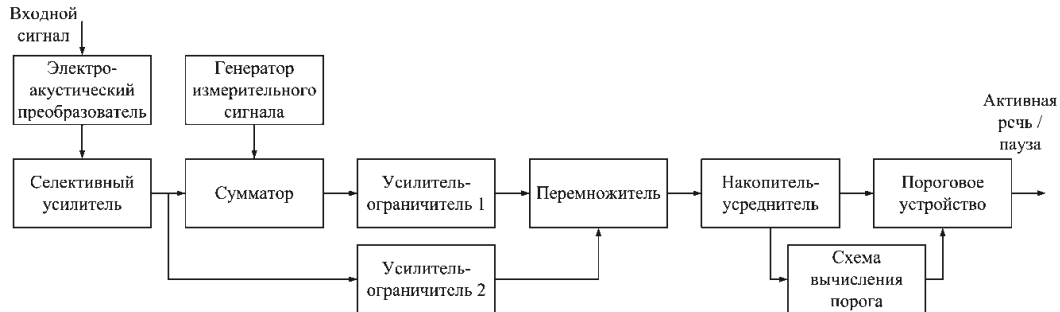 Входной
сигнал
Электро-
акустический
преобразователь
Генератор
измерительного
сигнала
Активная
речь /
пауза
Селективный
усилитель
Сумматор
Усилитель-
ограничитель 1
Перемножитель
Накопитель-
усреднитель
Пороговое
устройство
Усилитель-
ограничитель 2
Схема
вычисления
порога